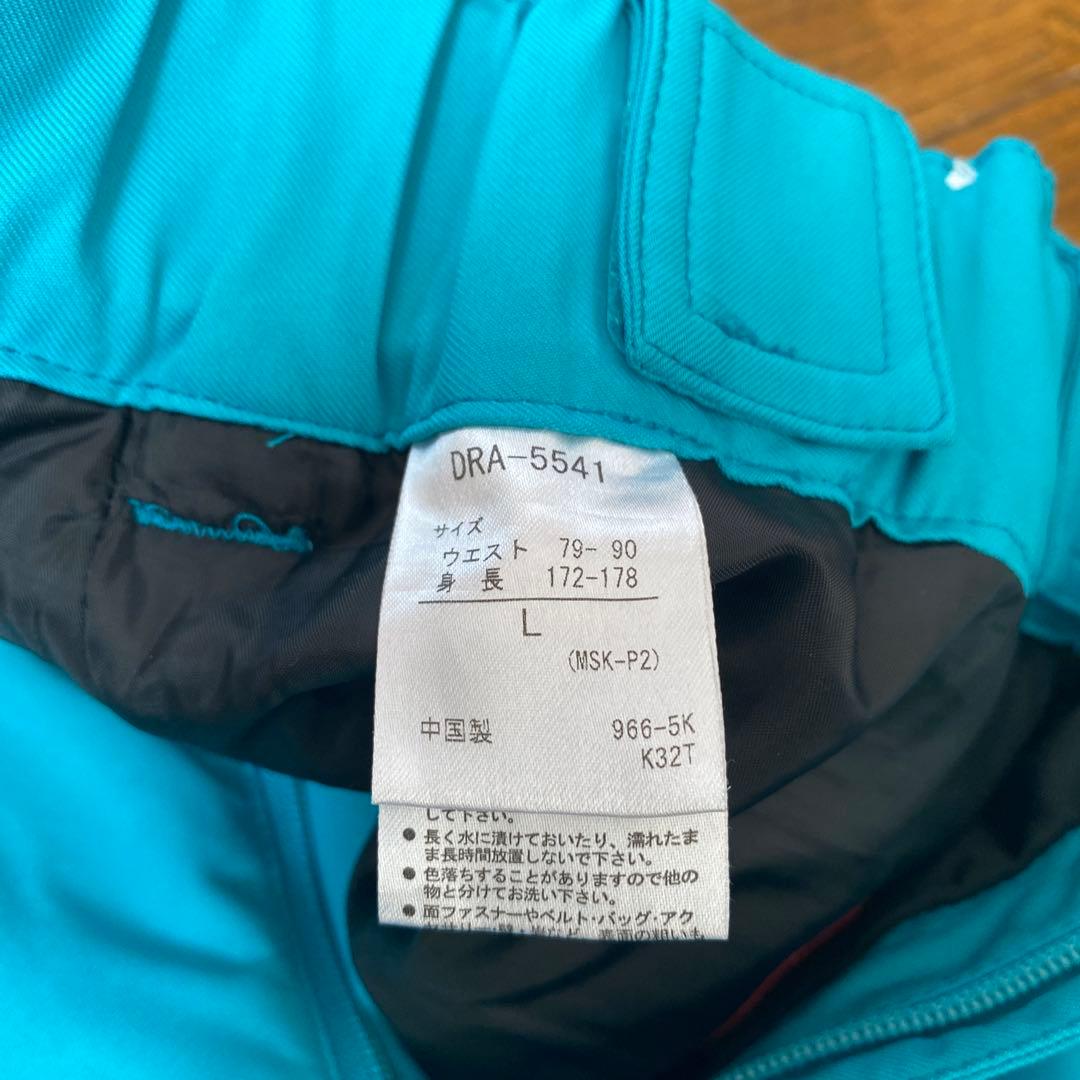 DRA-5541
サイズ
ウエスト 79- 90
身 長 172-178
L
(MSK-P2)
中国製 966-5K
K32T
して下さい。
● 長く水に漬けておいたり、濡れたま
ま長時間放置しないで下さい。
● 色落ちすることがありますので他の
物と分けてお洗い下さい。
● 面ファスナーやベルト・バッグ・アク